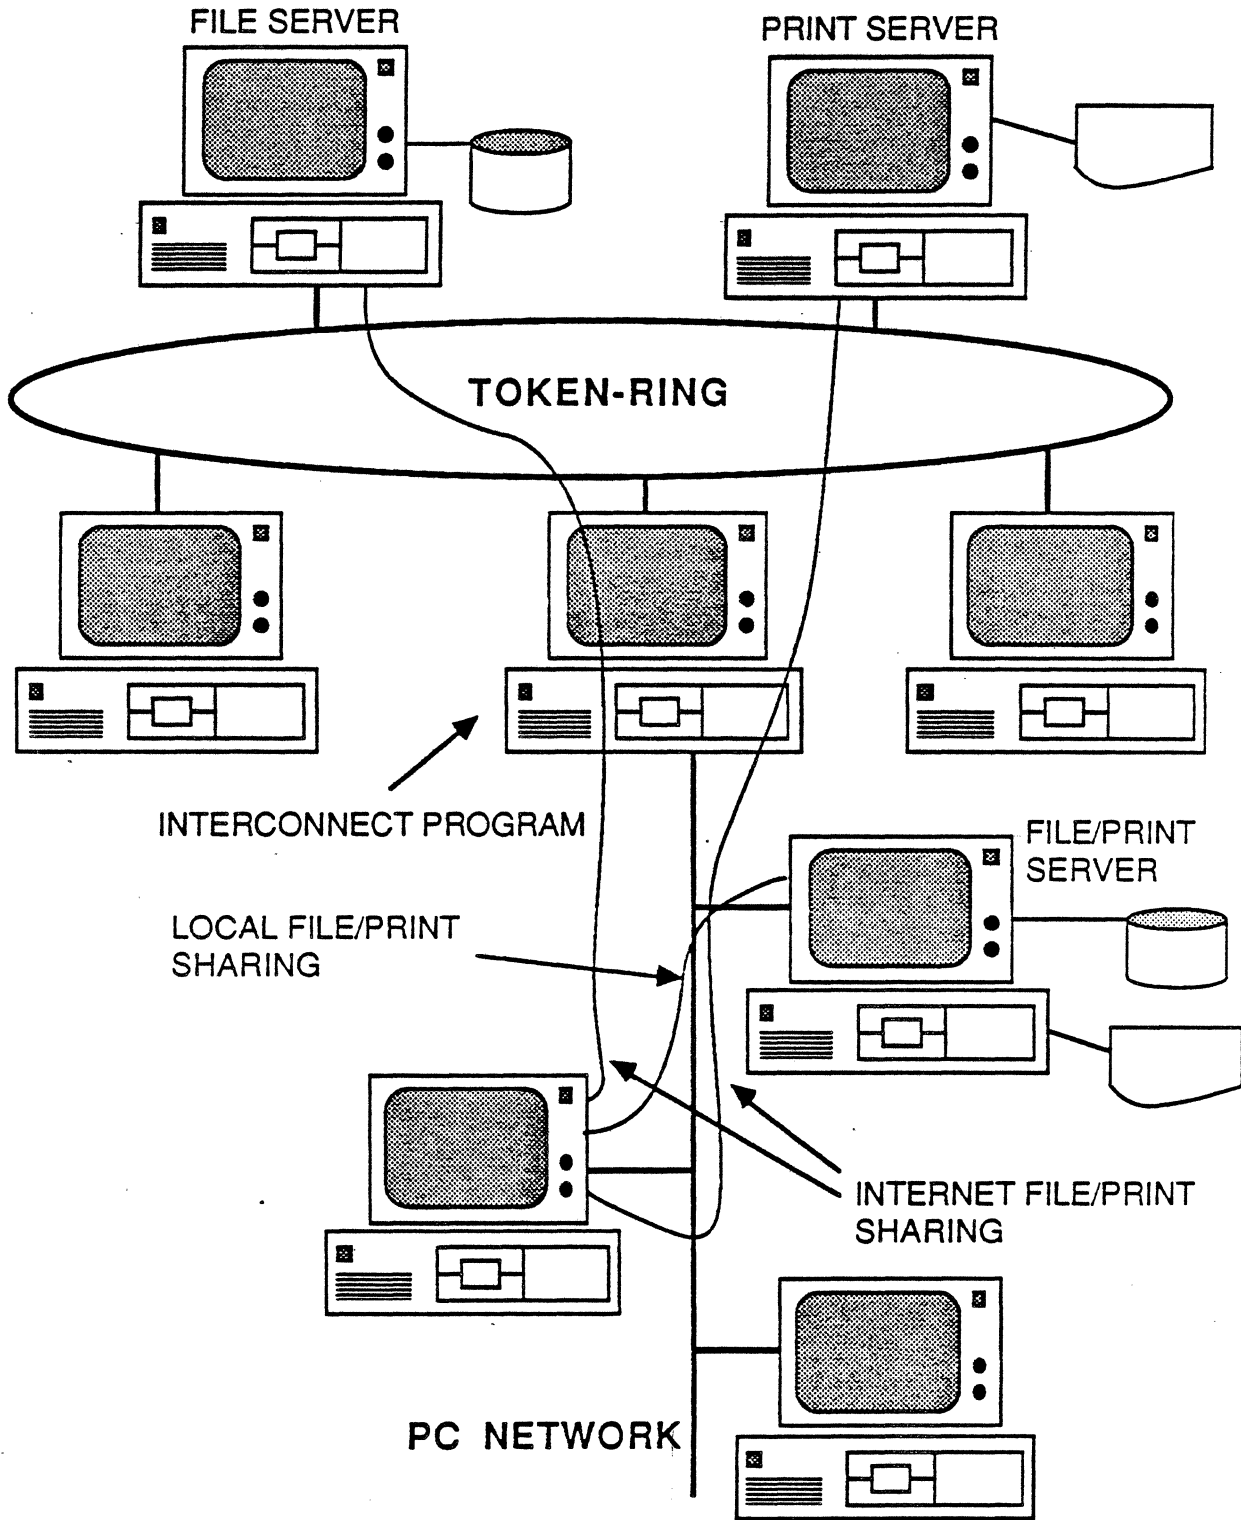 FILE SERVER
PRINT SERVER
TOKEN-RING
INTERCONNECT PROGRAM
FILE/PRINT
SERVER
LOCAL FILE/PRINT
SHARING
INTERNET FILE/PRINT
SHARING
PC NETWORK